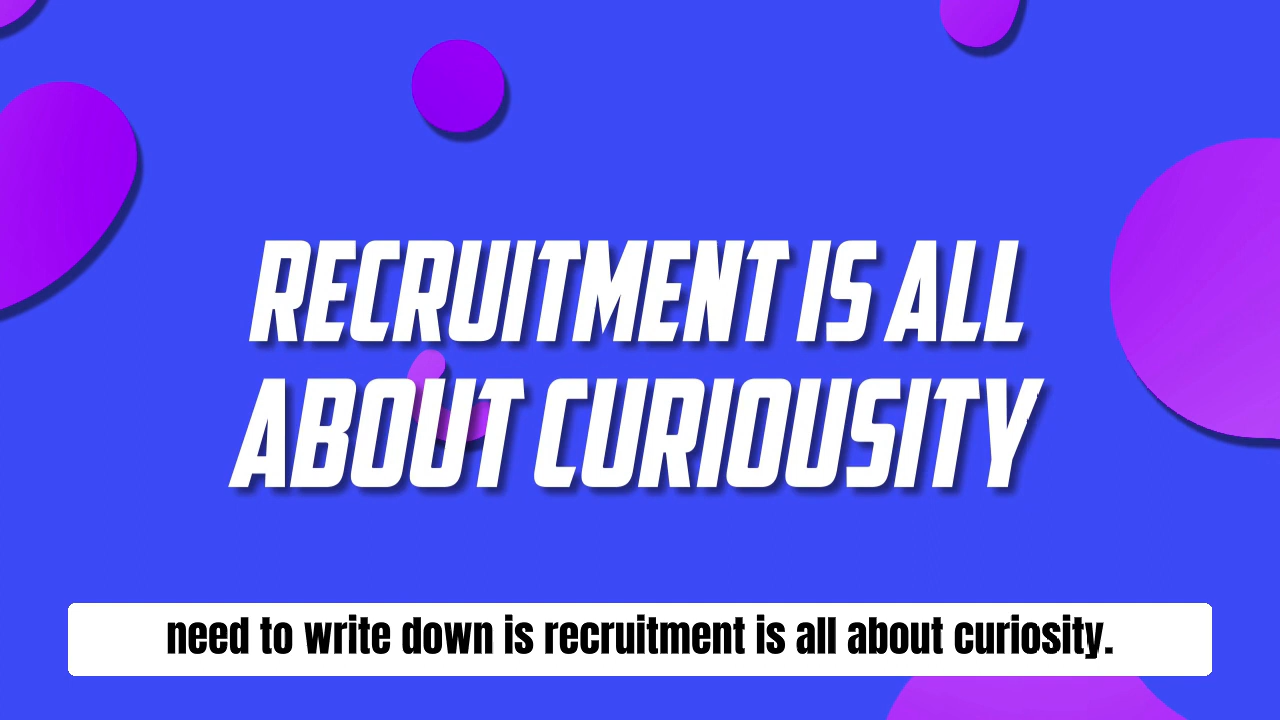 RECRUITMENT IS ALL
ABOUT CURIOUSITY
need to write down is recruitment is all about curiosity.